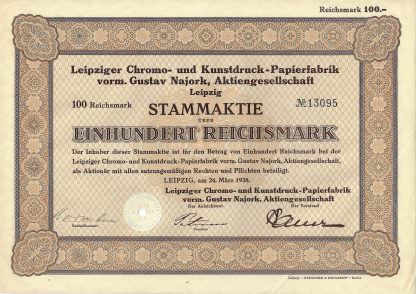 Reichsmark 100.–
Leipziger Chromo- und Kunstdruck-Papierfabrik
vorm. Gustav Najork, Aktiengesellschaft
Leipzig
100 Reichsmark
№ 13095
STAMMAKTIE
ÜBER
EINHUNDERT REICHSMARK
Der Inhaber dieser Stammaktie ist für den Betrag von Einhundert Reichsmark bei der
Leipziger Chromo- und Kunstdruck-Papierfabrik vorm. Gustav Najork, Aktiengesellschaft,
als Aktionär mit allen satzungsmäßigen Rechten und Pflichten beteiligt.
LEIPZIG, am 24. März 1938.
Leipziger Chromo- und Kunstdruck-Papierfabrik
vorm. Gustav Najork, Aktiengesellschaft
Der Aufsichtsrat
Der Vorstand